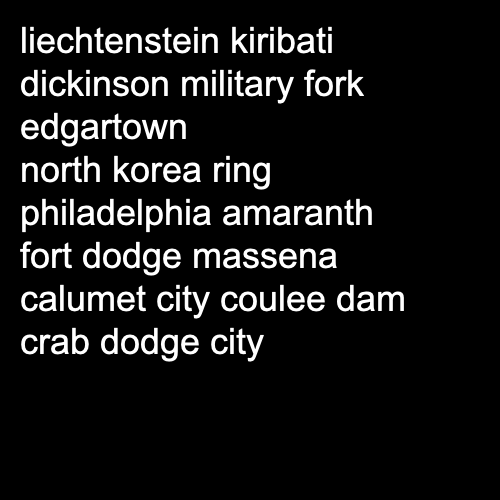 liechtenstein kiribati
dickinson military fork
edgartown
north korea ring
philadelphia amaranth
fort dodge massena
calumet city coulee dam
crab dodge city